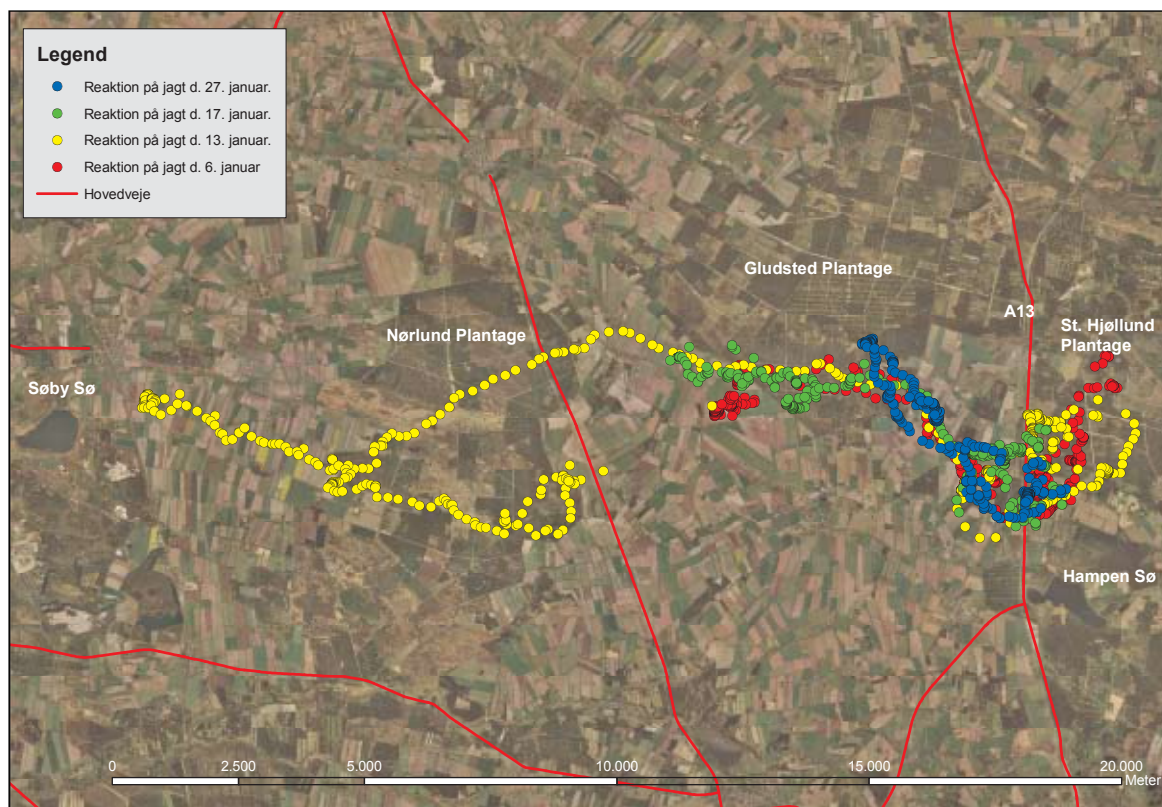 Legend
Reaktion på jagt d. 27. januar.
Reaktion på jagt d. 17. januar.
Reaktion på jagt d. 13. januar.
Reaktion på jagt d. 6. januar
Hovedveje
Gludsted Plantage
A13
St. Hjøllund
Plantage
Nørlund Plantage
Søby Sø
Hampen Sø
0 2.500 5.000 10.000 15.000 20.000
Meter